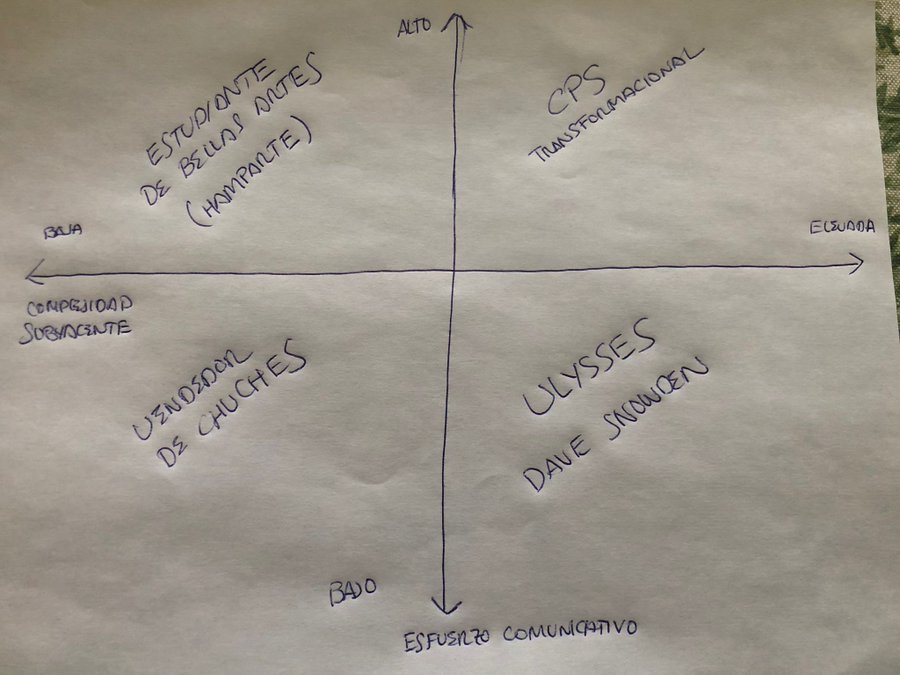 ALTO
ESTUDIANTE
DE BELLAS ARTES
(HAMPARTE)
CPS
TRANSFORMACIONAL
BAJA
ELEVADA
COMPLEJIDAD
SUBYACENTE
VENDEDOR
DE CHUCHES
ULYSSES
DAVE SNOWDEN
BAJO
ESFUERZO COMUNICATIVO